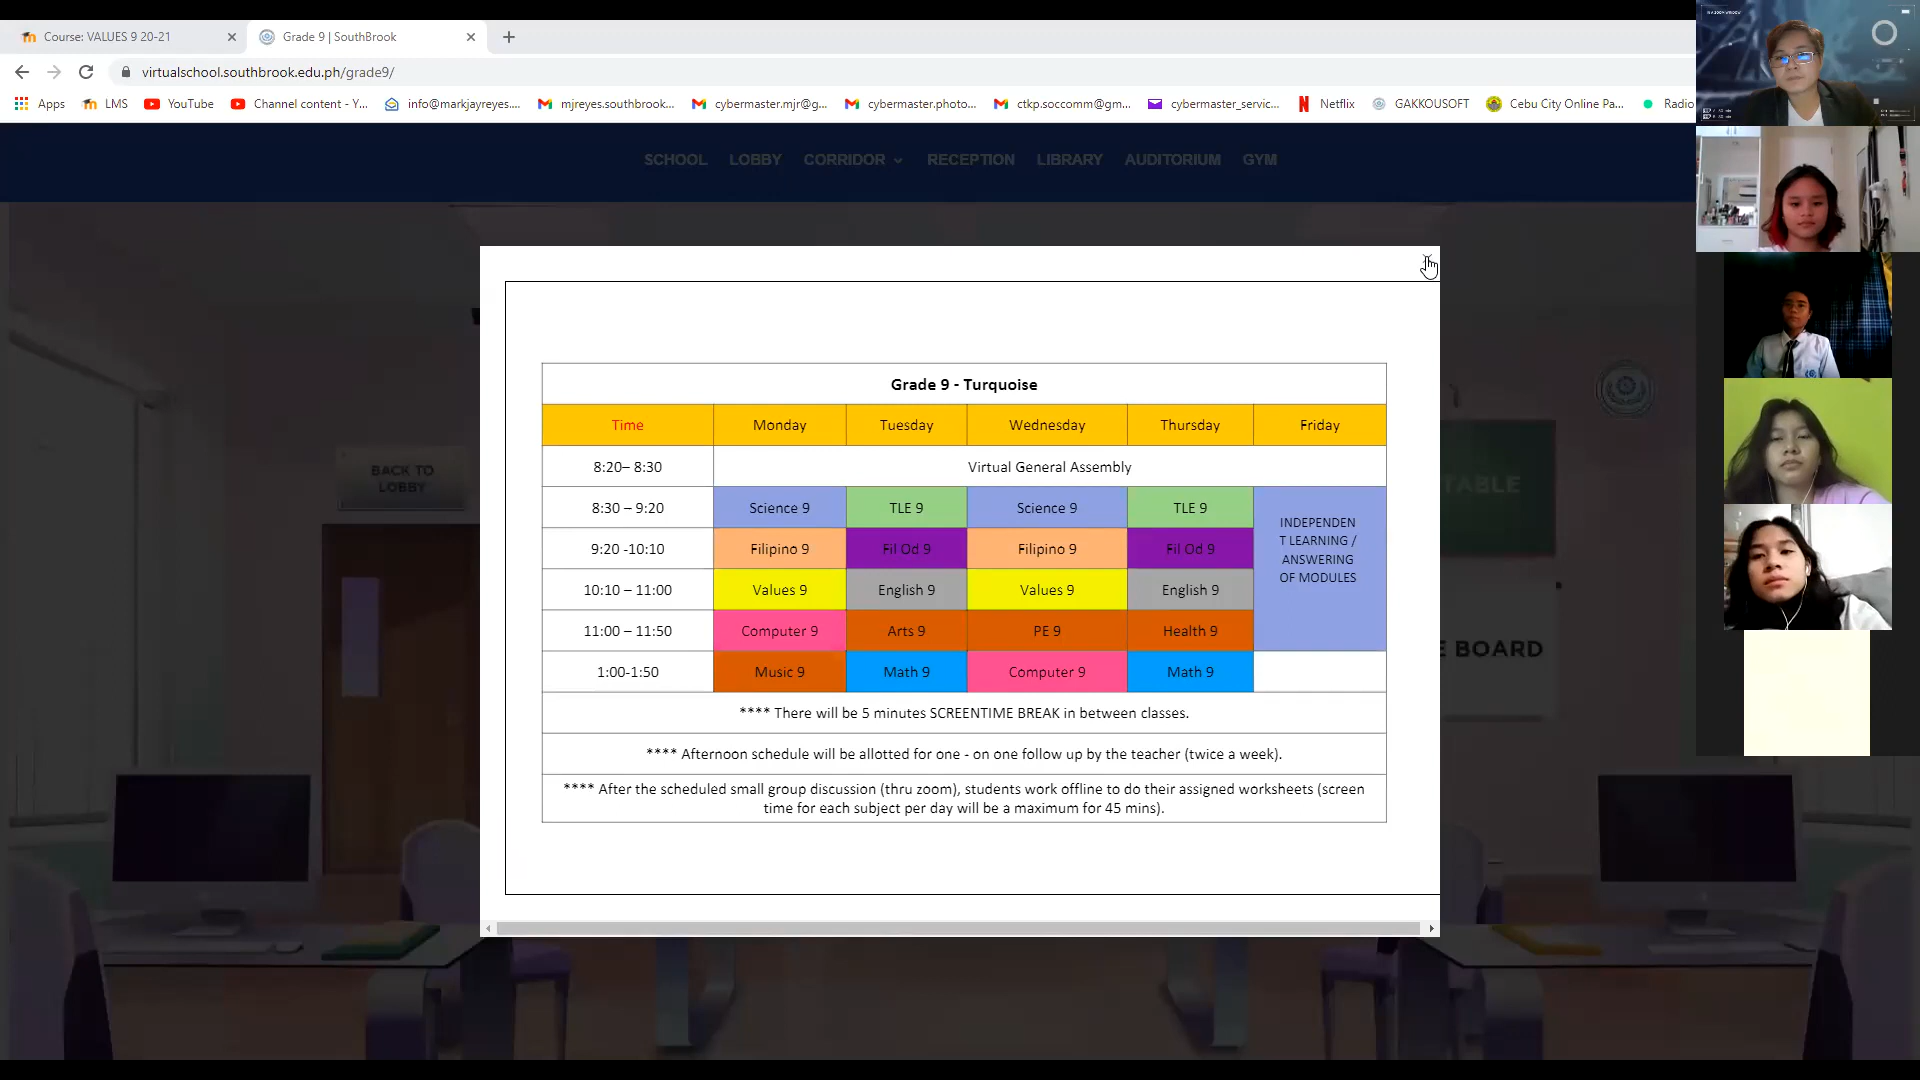 Course: VALUES 9 20-21
Grade 9 | SouthBrook
virtualschool.southbrook.edu.ph/grade9/
Apps LMS YouTube Channel content - Y... info@markjayreyes.... mjreyes.southbrook... cybermaster.mjr@g... cybermaster.photo... ctkp.soccomm@gm... cybermaster_servic... Netflix GAKKOUSOFT Cebu City Online Pa... Radio
SCHOOL LOBBY CORRIDOR RECEPTION LIBRARY AUDITORIUM GYM
BACK TO
LOBBY
TABLE
E BOARD
Grade 9 - Turquoise
Time Monday Tuesday Wednesday Thursday Friday
8:20– 8:30 Virtual General Assembly
8:30 – 9:20 Science 9 TLE 9 Science 9 TLE 9
9:20 -10:10 Filipino 9 Fil Od 9 Filipino 9 Fil Od 9
10:10 – 11:00 Values 9 English 9 Values 9 English 9
11:00 – 11:50 Computer 9 Arts 9 PE 9 Health 9
INDEPENDEN
T LEARNING /
ANSWERING
OF MODULES
1:00-1:50 Music 9 Math 9 Computer 9 Math 9
**** There will be 5 minutes SCREENTIME BREAK in between classes.
**** Afternoon schedule will be allotted for one - on one follow up by the teacher (twice a week).
**** After the scheduled small group discussion (thru zoom), students work offline to do their assigned worksheets (screen
time for each subject per day will be a maximum for 45 mins).